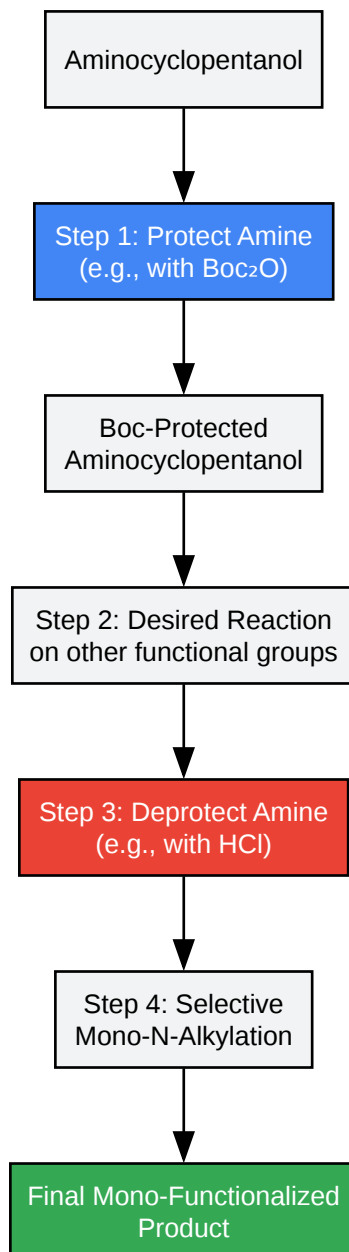 Aminocyclopentanol
Step 1: Protect Amine
(e.g., with Boc₂O)
Boc-Protected
Aminocyclopentanol
Step 2: Desired Reaction
on other functional groups
Step 3: Deprotect Amine
(e.g., with HCl)
Step 4: Selective
Mono-N-Alkylation
Final Mono-Functionalized
Product